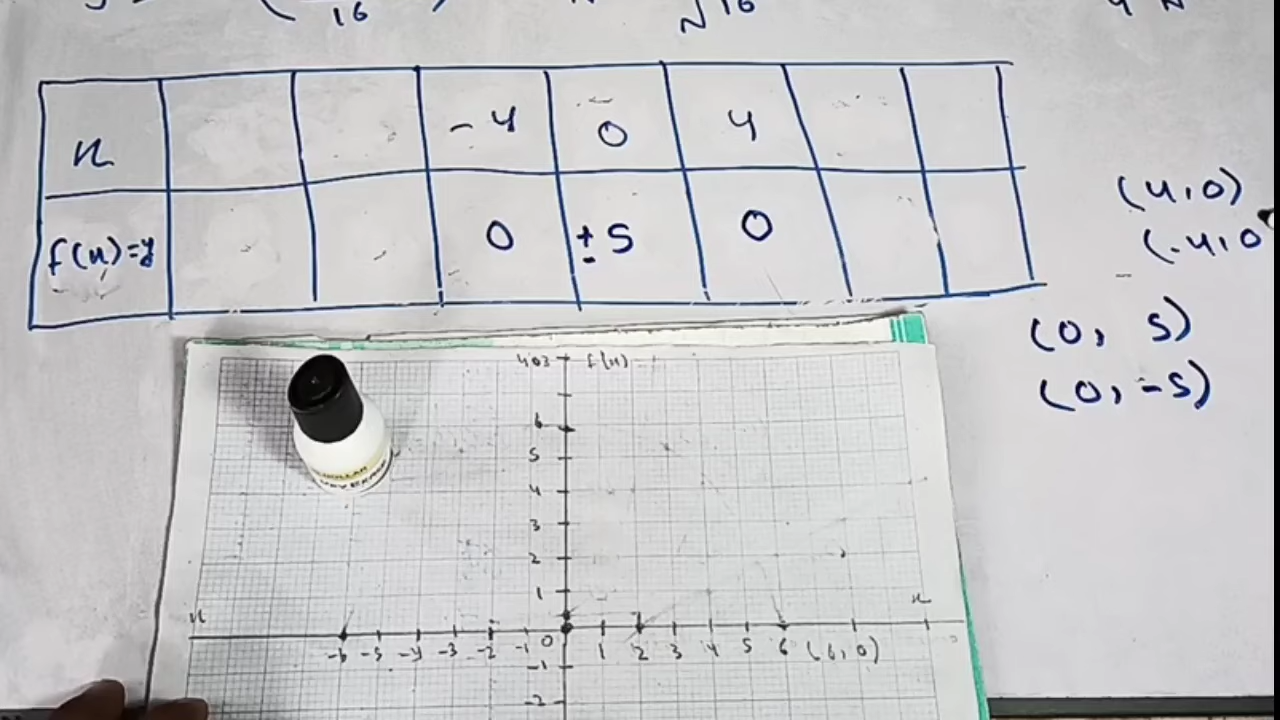 16
√16
x -4 0 4
f(x)=y 0 ±5 0
(4,0)
(-4,0
(0, 5)
(0, -5)
f(x)
6
5
4
3
2
1
x x
-6 -5 -4 -3 -2 -1 0 1 2 3 4 5 6 (6,0)
-1
-2